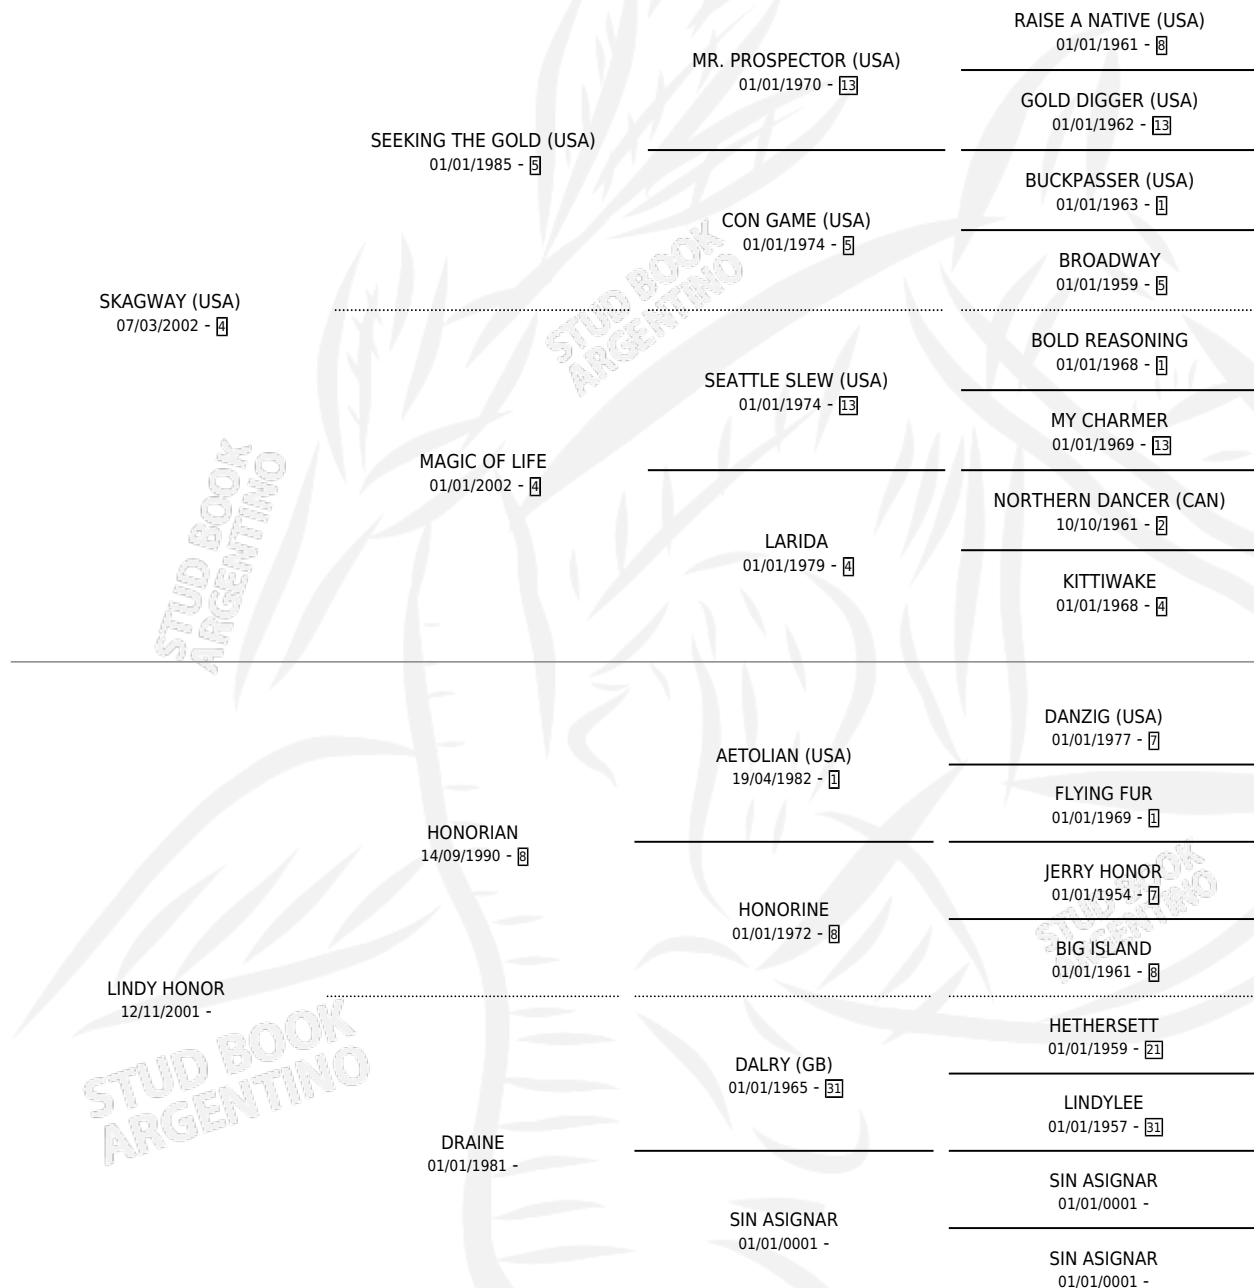 RAISE A NATIVE (USA)
01/01/1961 - 8
MR. PROSPECTOR (USA)
01/01/1970 - 13
GOLD DIGGER (USA)
01/01/1962 - 13
SEEKING THE GOLD (USA)
01/01/1985 - 5
BUCKPASSER (USA)
01/01/1963 - 1
CON GAME (USA)
01/01/1974 - 5
BROADWAY
01/01/1959 - 5
SKAGWAY (USA)
07/03/2002 - 4
STUD BOOK
ARGENTINO
BOLD REASONING
01/01/1968 - 1
SEATTLE SLEW (USA)
01/01/1974 - 13
MY CHARMER
01/01/1969 - 13
MAGIC OF LIFE
01/01/2002 - 4
NORTHERN DANCER (CAN)
10/10/1961 - 2
LARIDA
01/01/1979 - 4
KITTIWAKE
01/01/1968 - 4
STUD BOOK
ARGENTINO
DANZIG (USA)
01/01/1977 - 7
AETOLIAN (USA)
19/04/1982 - 1
FLYING FUR
01/01/1969 - 1
HONORIAN
14/09/1990 - 8
JERRY HONOR
01/01/1954 - 7
HONORINE
01/01/1972 - 8
STUD BOOK
ARGENTINO
BIG ISLAND
01/01/1961 - 8
LINDY HONOR
12/11/2001 -
HETHERSETT
01/01/1959 - 21
DALRY (GB)
01/01/1965 - 31
LINDYLEE
01/01/1957 - 31
STUD BOOK
ARGENTINO
DRAINE
01/01/1981 -
SIN ASIGNAR
01/01/0001 -
SIN ASIGNAR
01/01/0001 -
SIN ASIGNAR
01/01/0001 -